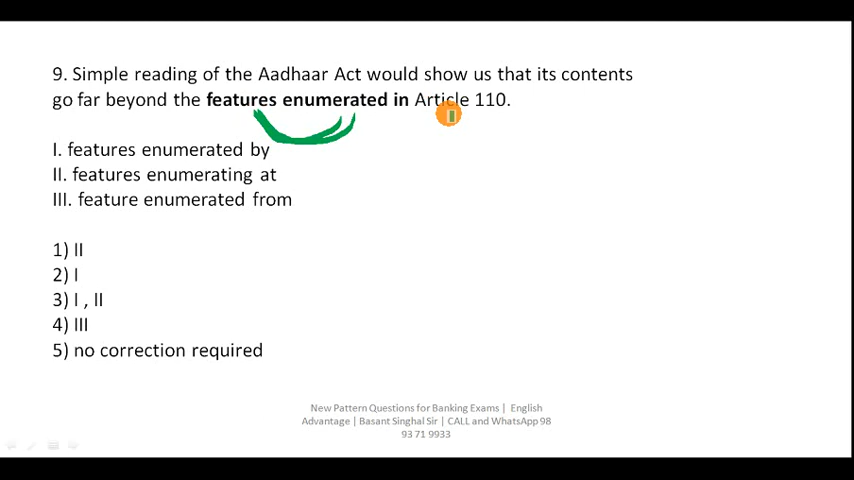 9. Simple reading of the Aadhaar Act would show us that its contents
go far beyond the features enumerated in Article 110.
I. features enumerated by
II. features enumerating at
III. feature enumerated from
1) II
2) I
3) I , II
4) III
5) no correction required
New Pattern Questions for Banking Exams | English
Advantage | Basant Singhal Sir | CALL and WhatsApp 98
93 71 9933